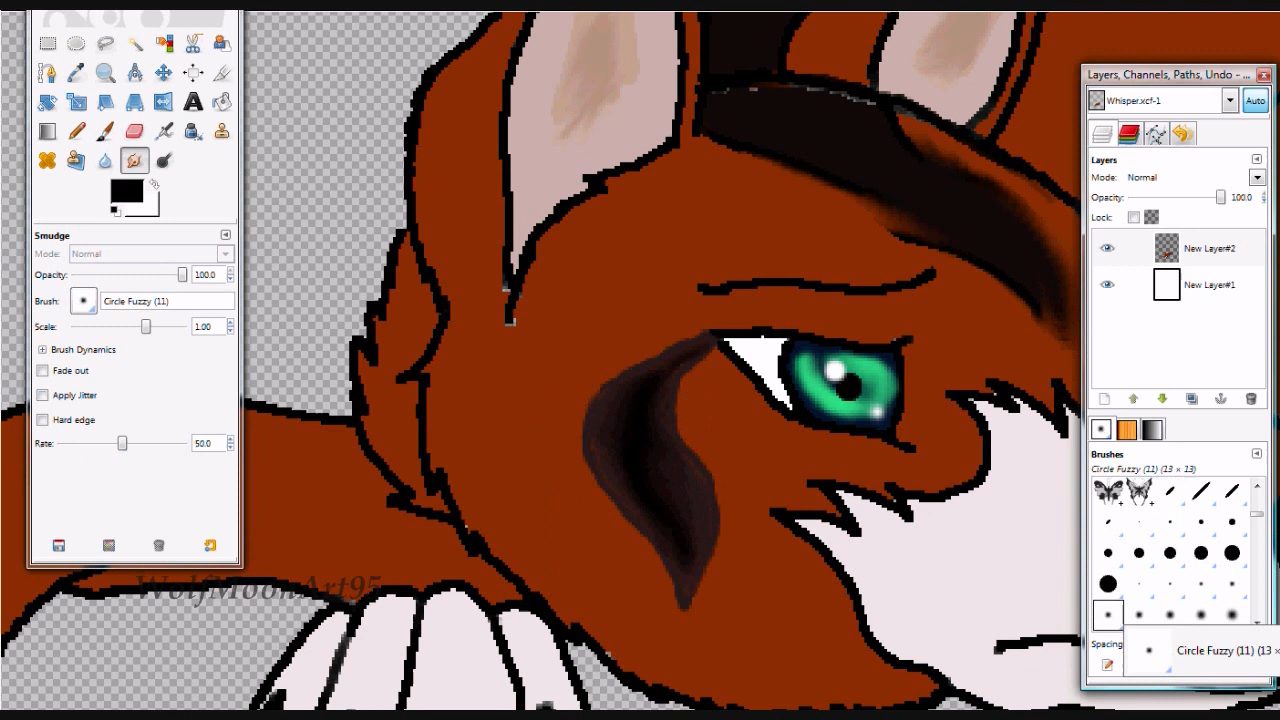 Smudge
Mode: Normal
Opacity: 100.0
Brush: Circle Fuzzy (11)
Scale: 1.00
Brush Dynamics
Fade out
Apply Jitter
Hard edge
Rate: 50.0
WolfMoonArt95
Layers, Channels, Paths, Undo - ...
Whisper.xcf-1
Auto
Layers
Mode: Normal
Opacity: 100.0
Lock:
New Layer#2
New Layer#1
Brushes
Circle Fuzzy (11) (13 × 13)
Spacing
Circle Fuzzy (11) (13 ×